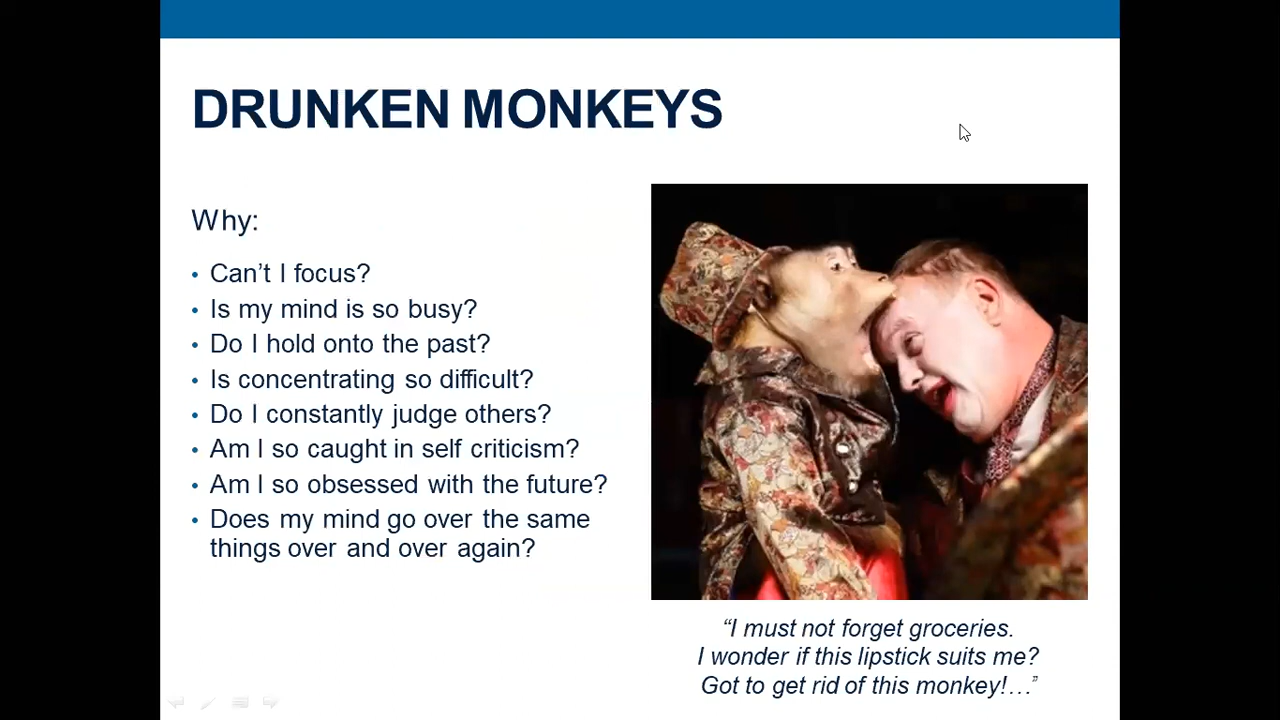 DRUNKEN MONKEYS
Why:
• Can’t I focus?
• Is my mind is so busy?
• Do I hold onto the past?
• Is concentrating so difficult?
• Do I constantly judge others?
• Am I so caught in self criticism?
• Am I so obsessed with the future?
• Does my mind go over the same
things over and over again?
“I must not forget groceries.
I wonder if this lipstick suits me?
Got to get rid of this monkey!…”